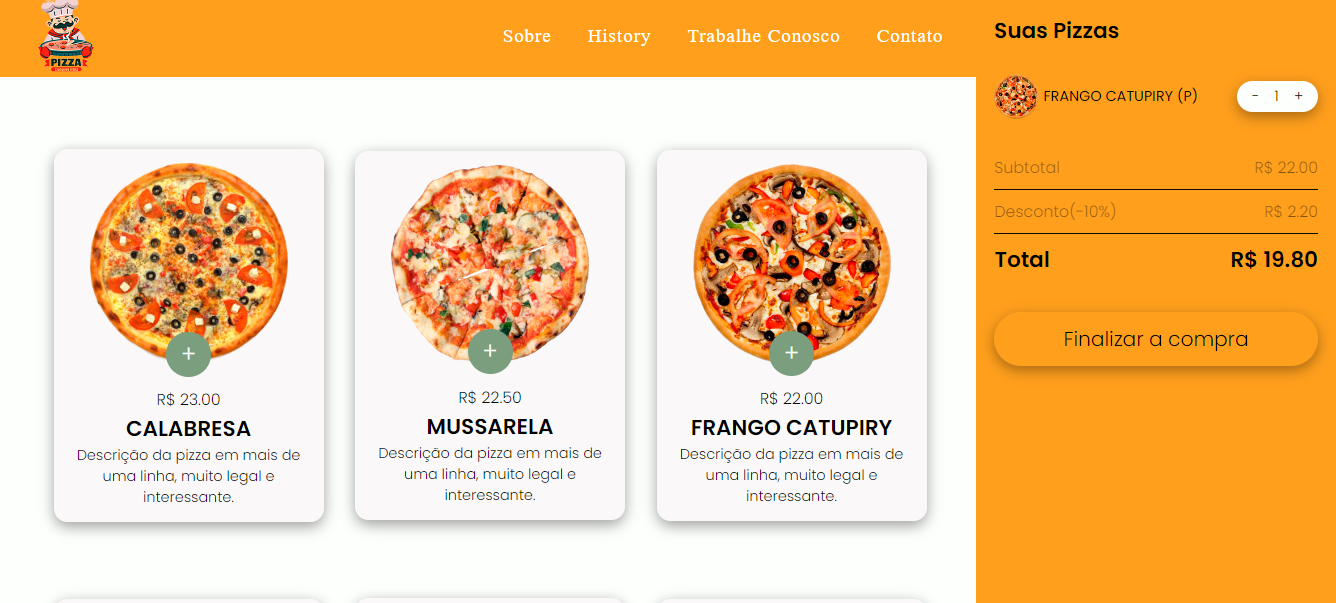 PIZZA
Sobre History Trabalhe Conosco Contato
R$ 23.00
CALABRESA
Descrição da pizza em mais de
uma linha, muito legal e
interessante.
R$ 22.50
MUSSARELA
Descrição da pizza em mais de
uma linha, muito legal e
interessante.
R$ 22.00
FRANGO CATUPIRY
Descrição da pizza em mais de
uma linha, muito legal e
interessante.
Suas Pizzas
FRANGO CATUPIRY (P) - 1 +
Subtotal R$ 22.00
Desconto(-10%) R$ 2.20
Total R$ 19.80
Finalizar a compra